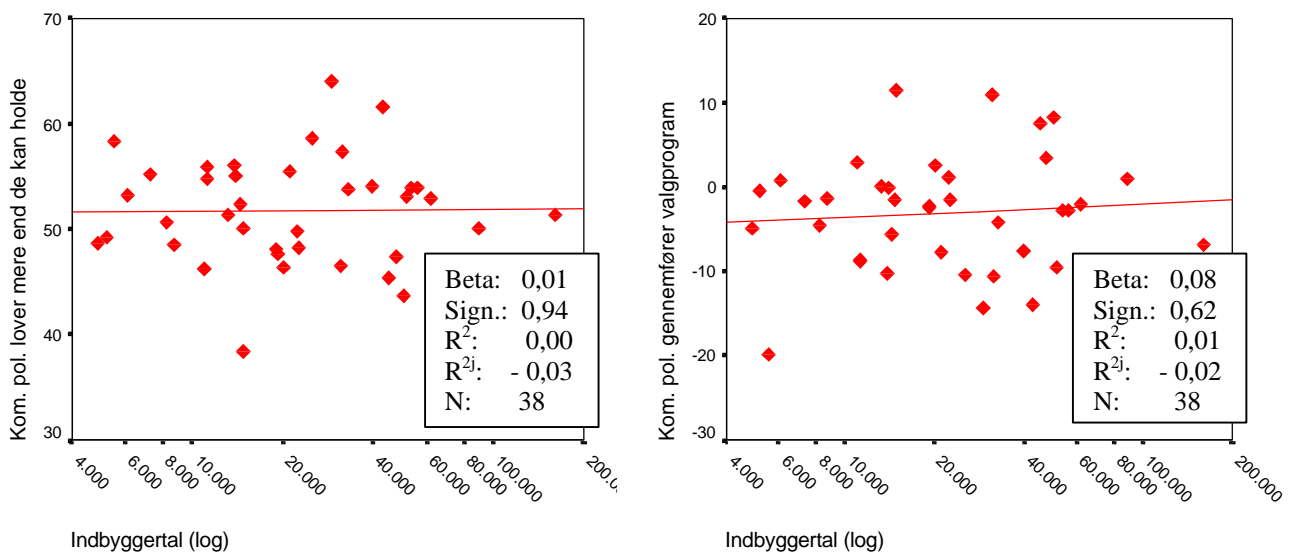 Kom. pol. lover mere end de kan holde
70
60
50
40
30
Beta: 0,01
Sign.: 0,94
R²: 0,00
R²ʲ: - 0,03
N: 38
4.000
6.000
8.000
10.000
20.000
40.000
60.000
80.000
100.000
200.0
Indbyggertal (log)
Kom. pol. gennemfører valgprogram
20
10
0
-10
-20
-30
Beta: 0,08
Sign.: 0,62
R²: 0,01
R²ʲ: - 0,02
N: 38
4.000
6.000
8.000
10.000
20.000
40.000
60.000
80.000
100.000
200.000
Indbyggertal (log)